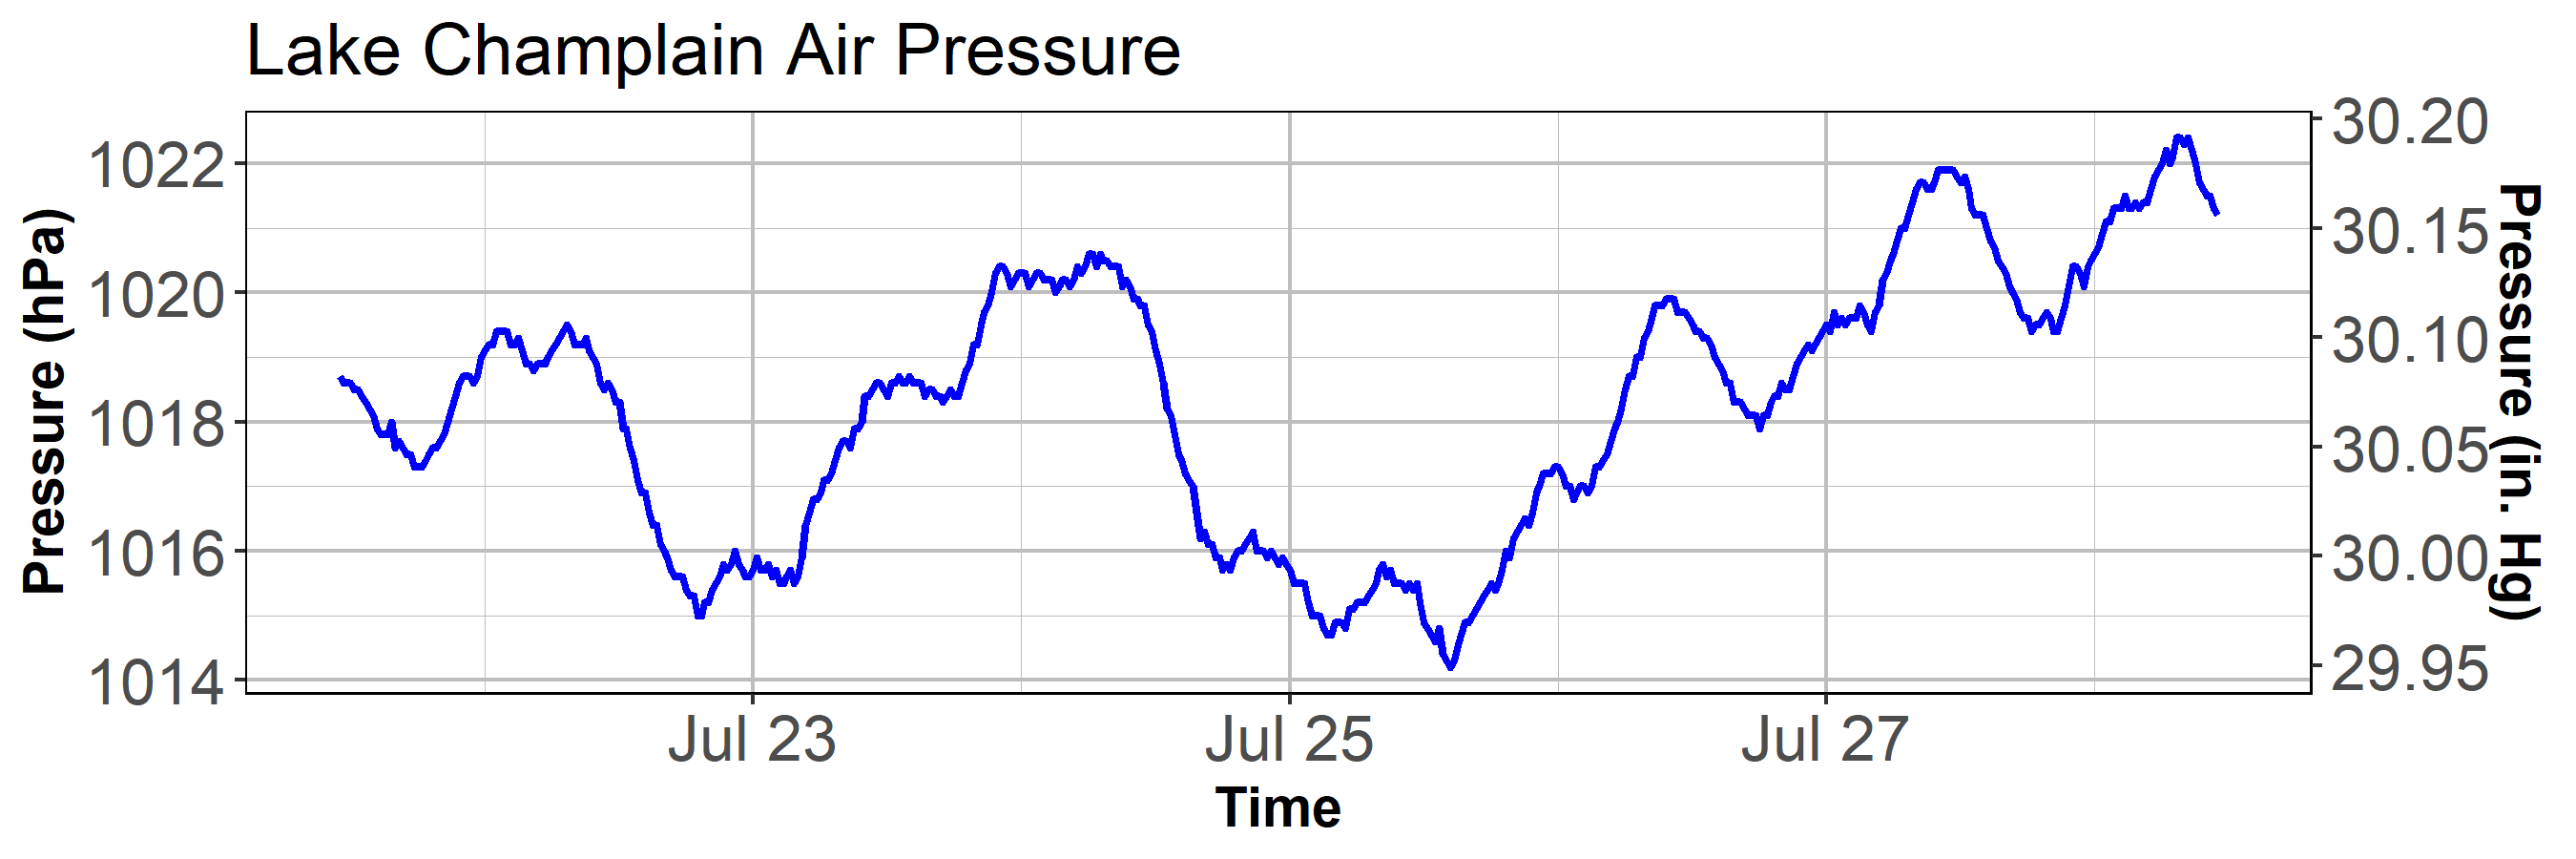 Lake Champlain Air Pressure
Pressure (hPa)
1022
1020
1018
1016
1014
30.20
30.15
30.10
30.05
30.00
29.95
Pressure (in. Hg)
Jul 23
Jul 25
Jul 27
Time